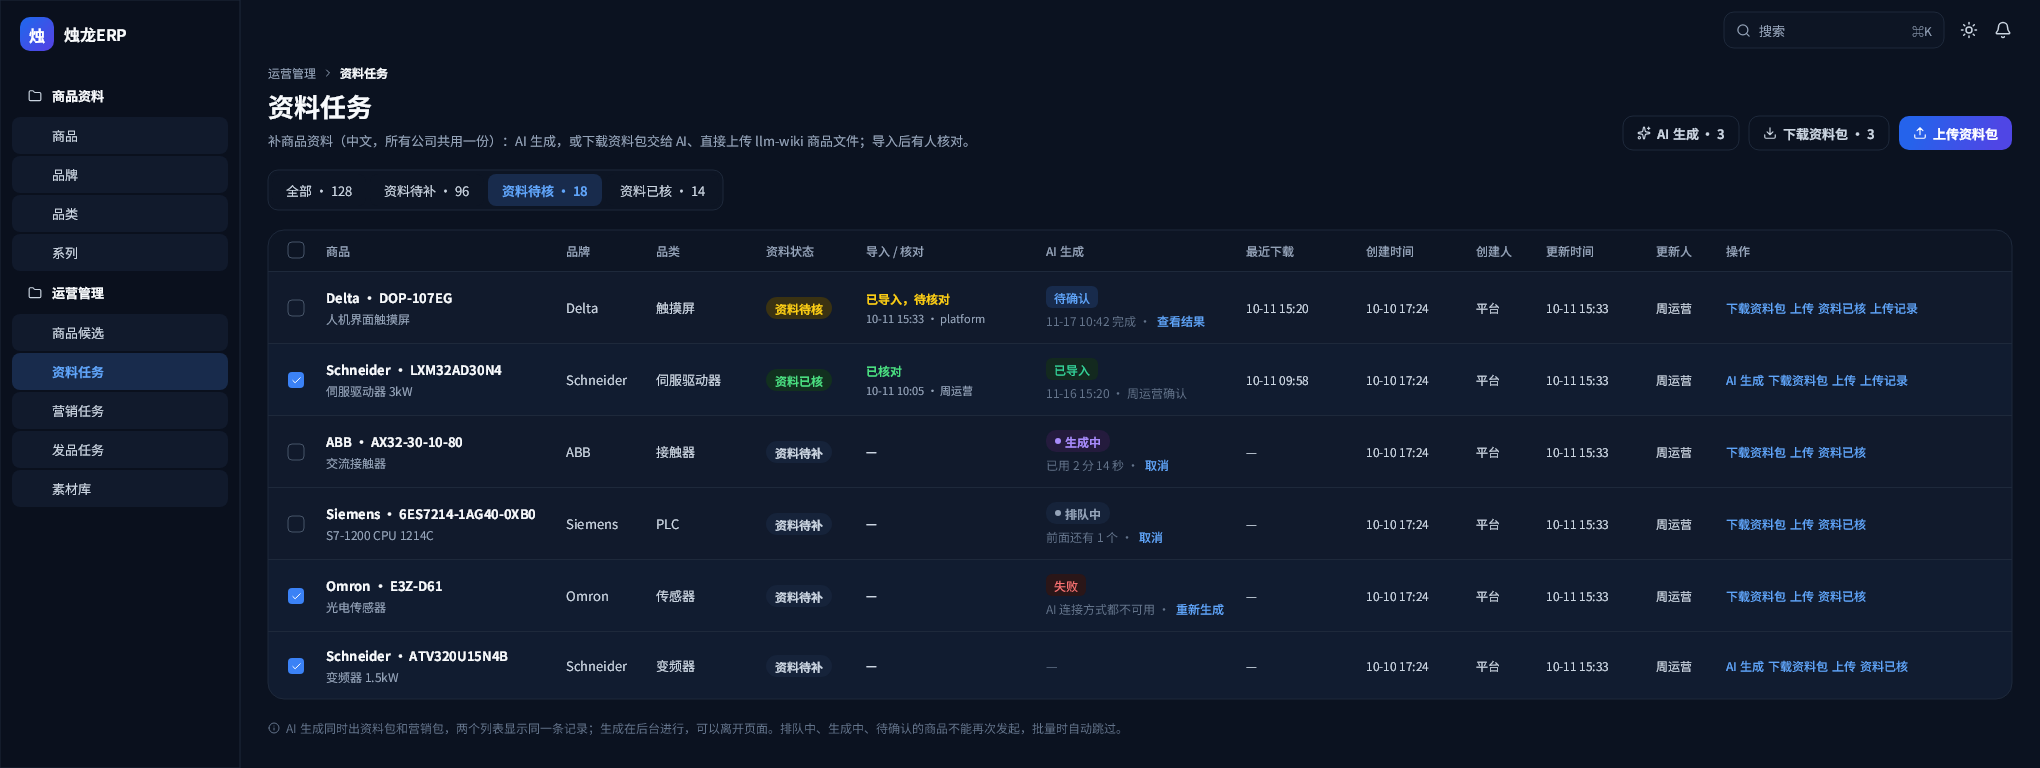 烛 烛龙ERP
搜索 ⌘K
商品资料
商品
品牌
品类
系列
运营管理
商品候选
资料任务
营销任务
发品任务
素材库
运营管理 > 资料任务
资料任务
补商品资料（中文，所有公司共用一份）：AI 生成，或下载资料包交给 AI、直接上传 llm-wiki 商品文件；导入后有人核对。
AI 生成 • 3 下载资料包 • 3 上传资料包
全部 • 128 资料待补 • 96 资料待核 • 18 资料已核 • 14
商品 品牌 品类 资料状态 导入 / 核对 AI 生成 最近下载 创建时间 创建人 更新时间 更新人 操作
Delta • DOP-107EG
人机界面触摸屏
Delta 触摸屏 资料待核
已导入，待核对
10-11 15:33 • platform
待确认
11-17 10:42 完成 • 查看结果
10-11 15:20 10-10 17:24 平台 10-11 15:33 周运营 下载资料包 上传 资料已核 上传记录
Schneider • LXM32AD30N4
伺服驱动器 3kW
Schneider 伺服驱动器 资料已核
已核对
10-11 10:05 • 周运营
已导入
11-16 15:20 • 周运营确认
10-11 09:58 10-10 17:24 平台 10-11 15:33 周运营 AI 生成 下载资料包 上传 上传记录
ABB • AX32-30-10-80
交流接触器
ABB 接触器 资料待补 —
• 生成中
已用 2 分 14 秒 • 取消
— 10-10 17:24 平台 10-11 15:33 周运营 下载资料包 上传 资料已核
Siemens • 6ES7214-1AG40-0XB0
S7-1200 CPU 1214C
Siemens PLC 资料待补 —
• 排队中
前面还有 1 个 • 取消
— 10-10 17:24 平台 10-11 15:33 周运营 下载资料包 上传 资料已核
Omron • E3Z-D61
光电传感器
Omron 传感器 资料待补 —
失败
AI 连接方式都不可用 • 重新生成
— 10-10 17:24 平台 10-11 15:33 周运营 下载资料包 上传 资料已核
Schneider • ATV320U15N4B
变频器 1.5kW
Schneider 变频器 资料待补 — — — 10-10 17:24 平台 10-11 15:33 周运营 AI 生成 下载资料包 上传 资料已核
AI 生成同时出资料包和营销包，两个列表显示同一条记录；生成在后台进行，可以离开页面。排队中、生成中、待确认的商品不能再次发起，批量时自动跳过。